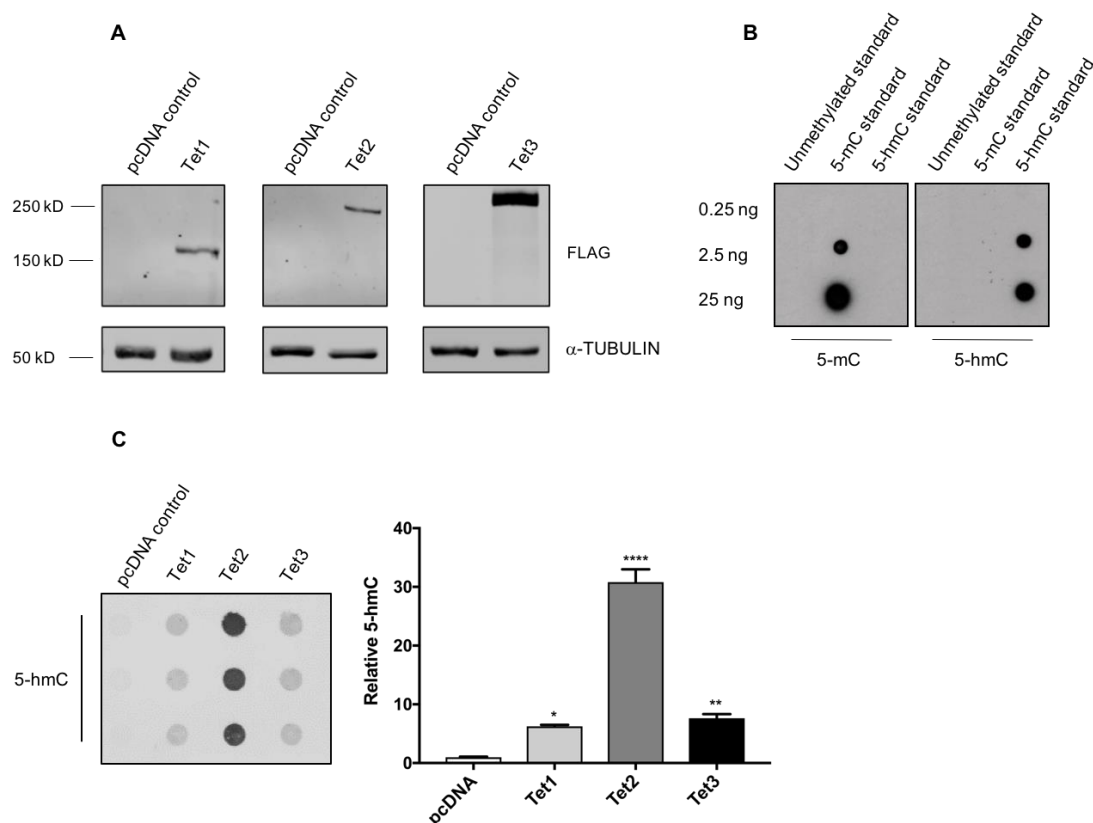 A
pcDNA control
Tet1
pcDNA control
Tet2
pcDNA control
Tet3
250 kD
150 kD
FLAG
50 kD
α-TUBULIN
B
Unmethylated standard
5-mC standard
5-hmC standard
Unmethylated standard
5-mC standard
5-hmC standard
0.25 ng
2.5 ng
25 ng
5-mC
5-hmC
C
pcDNA control
Tet1
Tet2
Tet3
5-hmC
Relative 5-hmC
40
30
20
10
0
*
****
**
pcDNA
Tet1
Tet2
Tet3